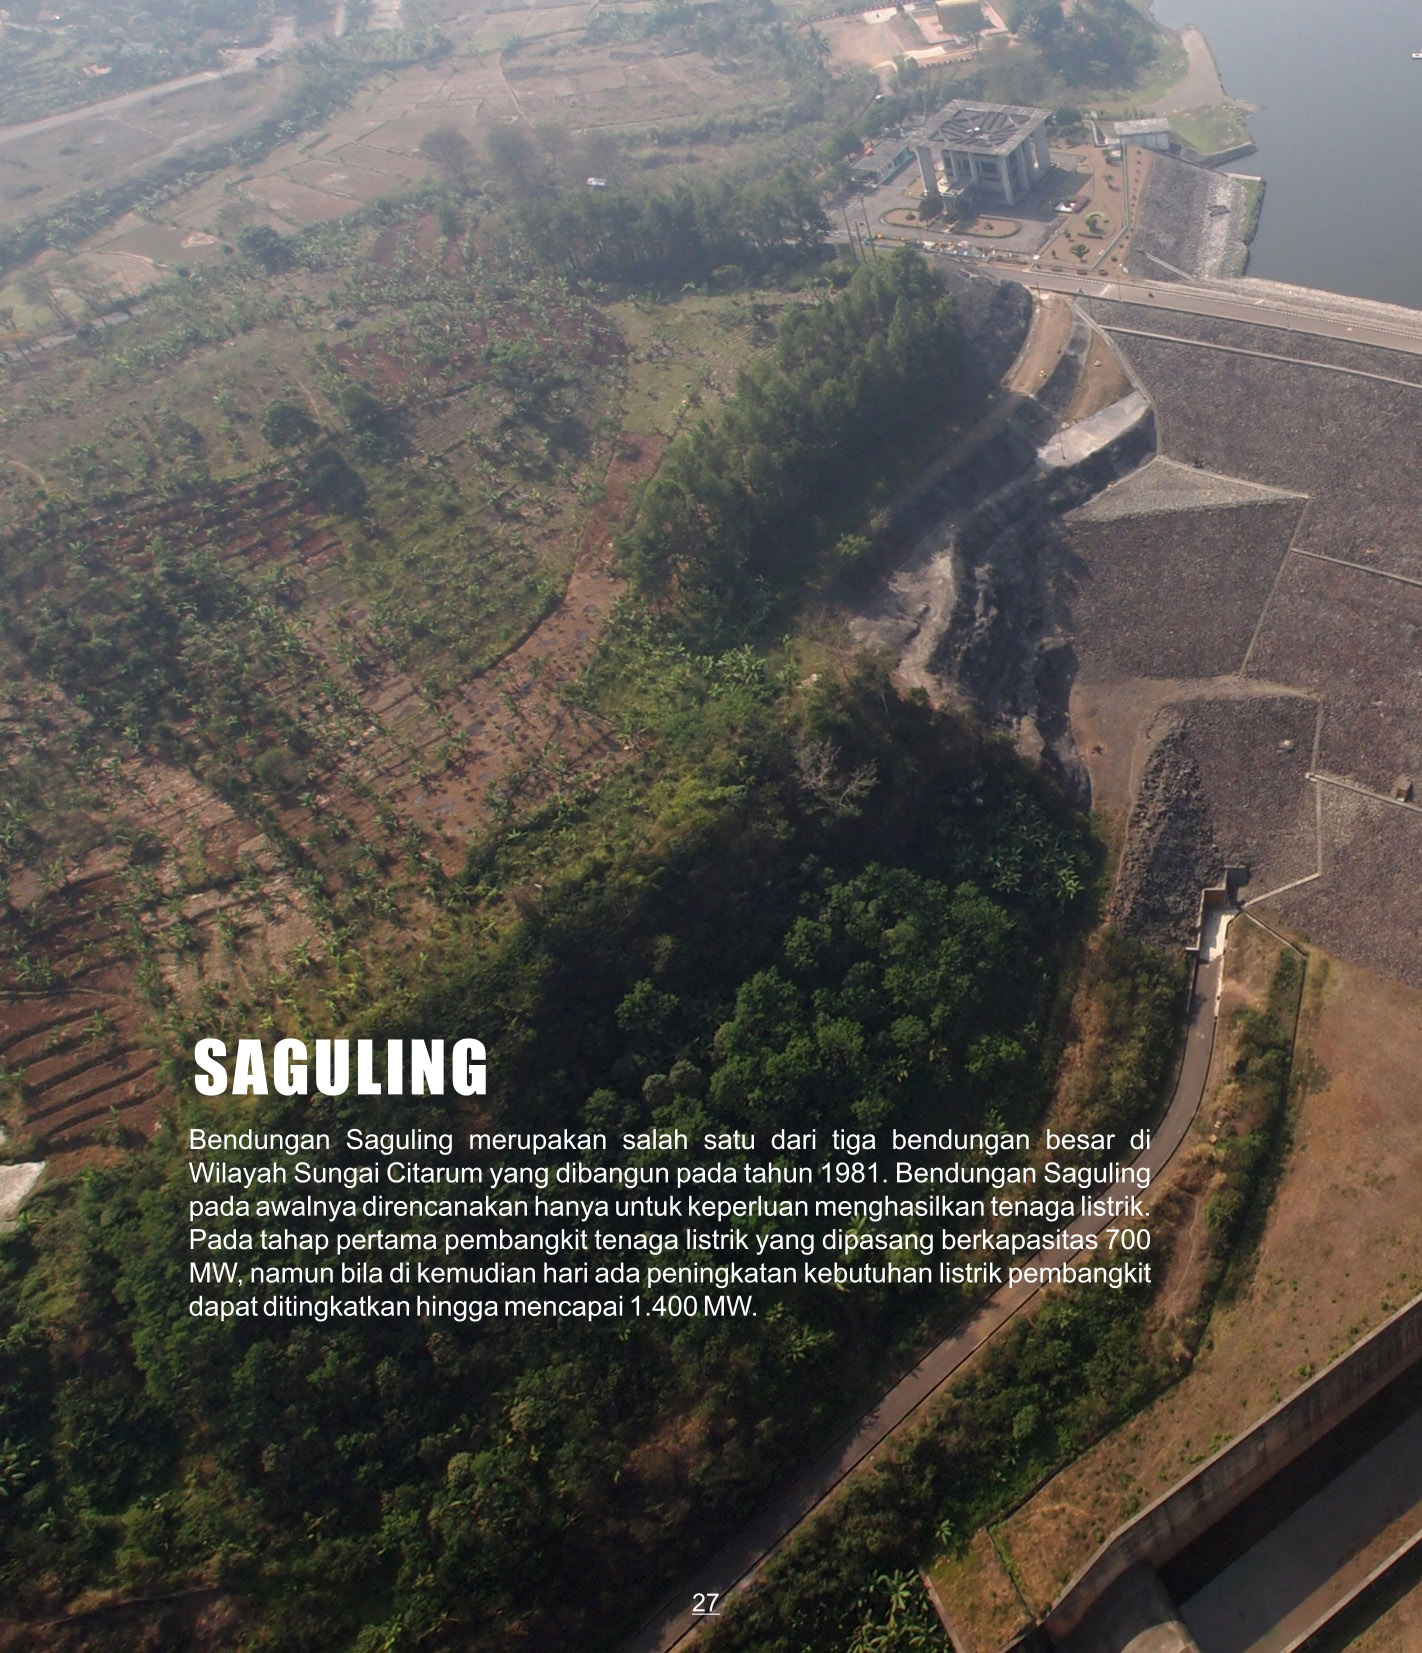 SAGULING
Bendungan Saguling merupakan salah satu dari tiga bendungan besar di
Wilayah Sungai Citarum yang dibangun pada tahun 1981. Bendungan Saguling
pada awalnya direncanakan hanya untuk keperluan menghasilkan tenaga listrik.
Pada tahap pertama pembangkit tenaga listrik yang dipasang berkapasitas 700
MW, namun bila di kemudian hari ada peningkatan kebutuhan listrik pembangkit
dapat ditingkatkan hingga mencapai 1.400 MW.
27